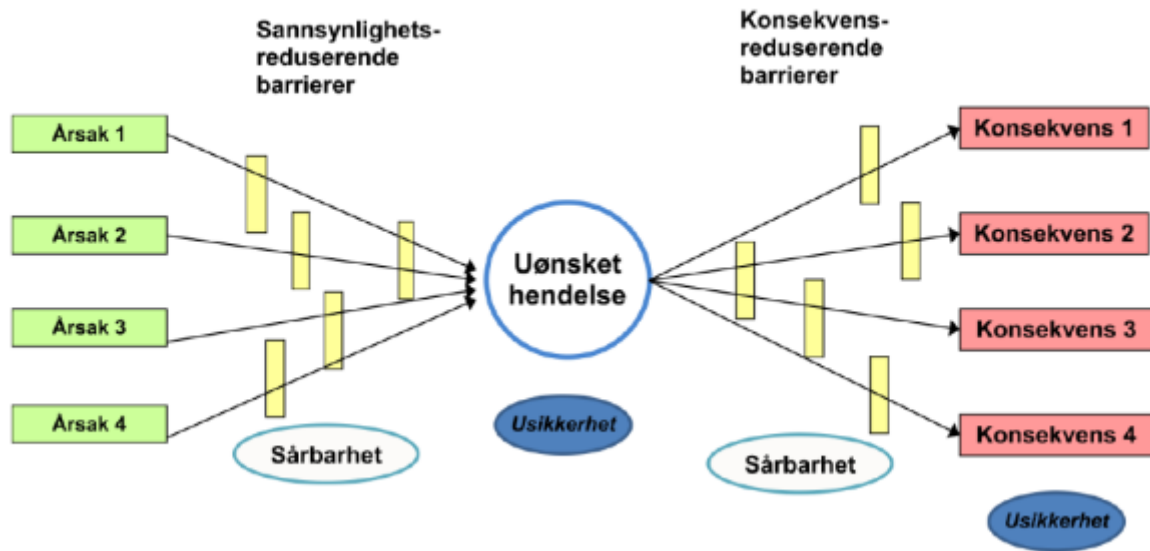 Sannsynlighets-
reduserende
barrierer
Konsekvens-
reduserende
barrierer
Årsak 1
Årsak 2
Årsak 3
Årsak 4
Uønsket
hendelse
Usikkerhet
Sårbarhet
Sårbarhet
Konsekvens 1
Konsekvens 2
Konsekvens 3
Konsekvens 4
Usikkerhet